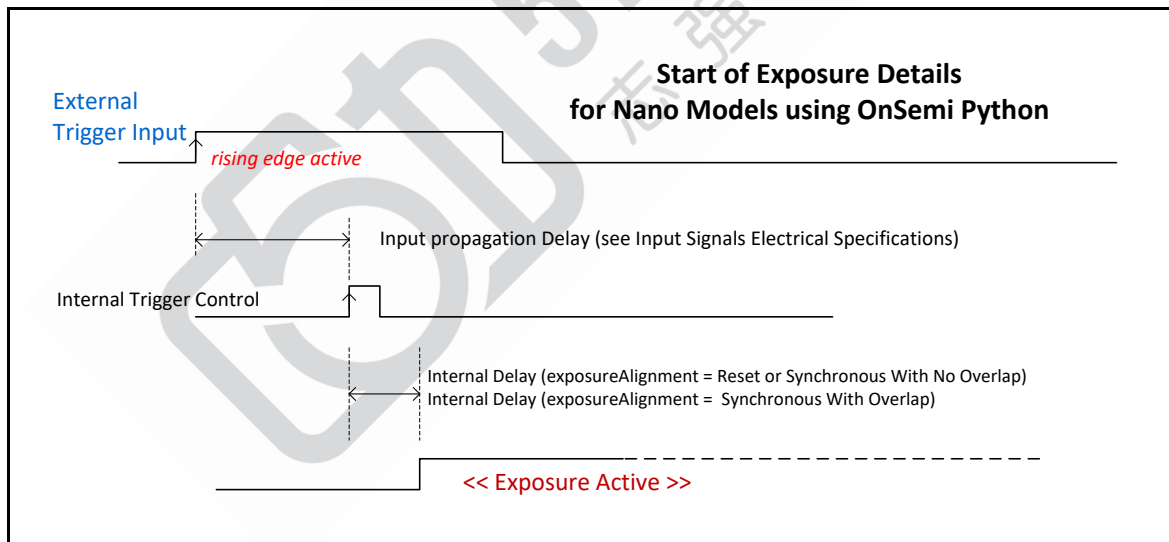 Start of Exposure Details
for Nano Models using OnSemi Python
External
Trigger Input
rising edge active
Input propagation Delay (see Input Signals Electrical Specifications)
Internal Trigger Control
Internal Delay (exposureAlignment = Reset or Synchronous With No Overlap)
Internal Delay (exposureAlignment =  Synchronous With Overlap)
<< Exposure Active >>
志强